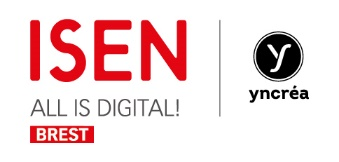 ISEN
ALL IS DIGITAL!
BREST
y
yncréa